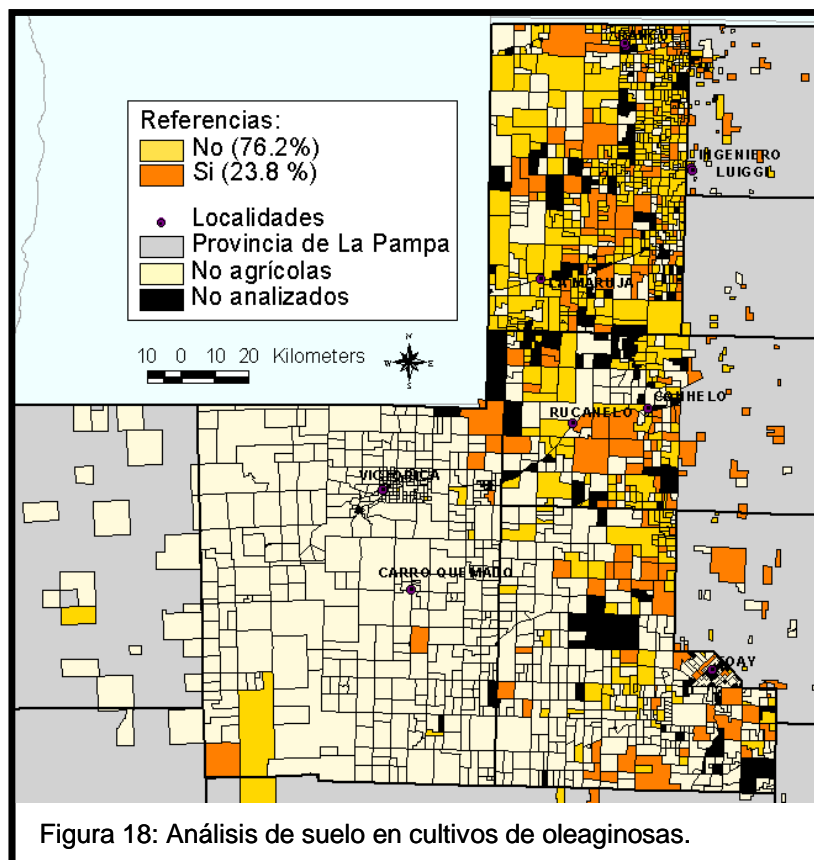 INGENIERO
LUIGGI
Referencias:
No (76.2%)
Si (23.8 %)
Localidades
Provincia de La Pampa
No agrícolas
No analizados
10 0 10 20 Kilometers
N
W E
S
LA MARUJA
CONHELO
RUCANELO
VICTORICA
CARRO QUEMADO
TOAY
Figura 18: Análisis de suelo en cultivos de oleaginosas.